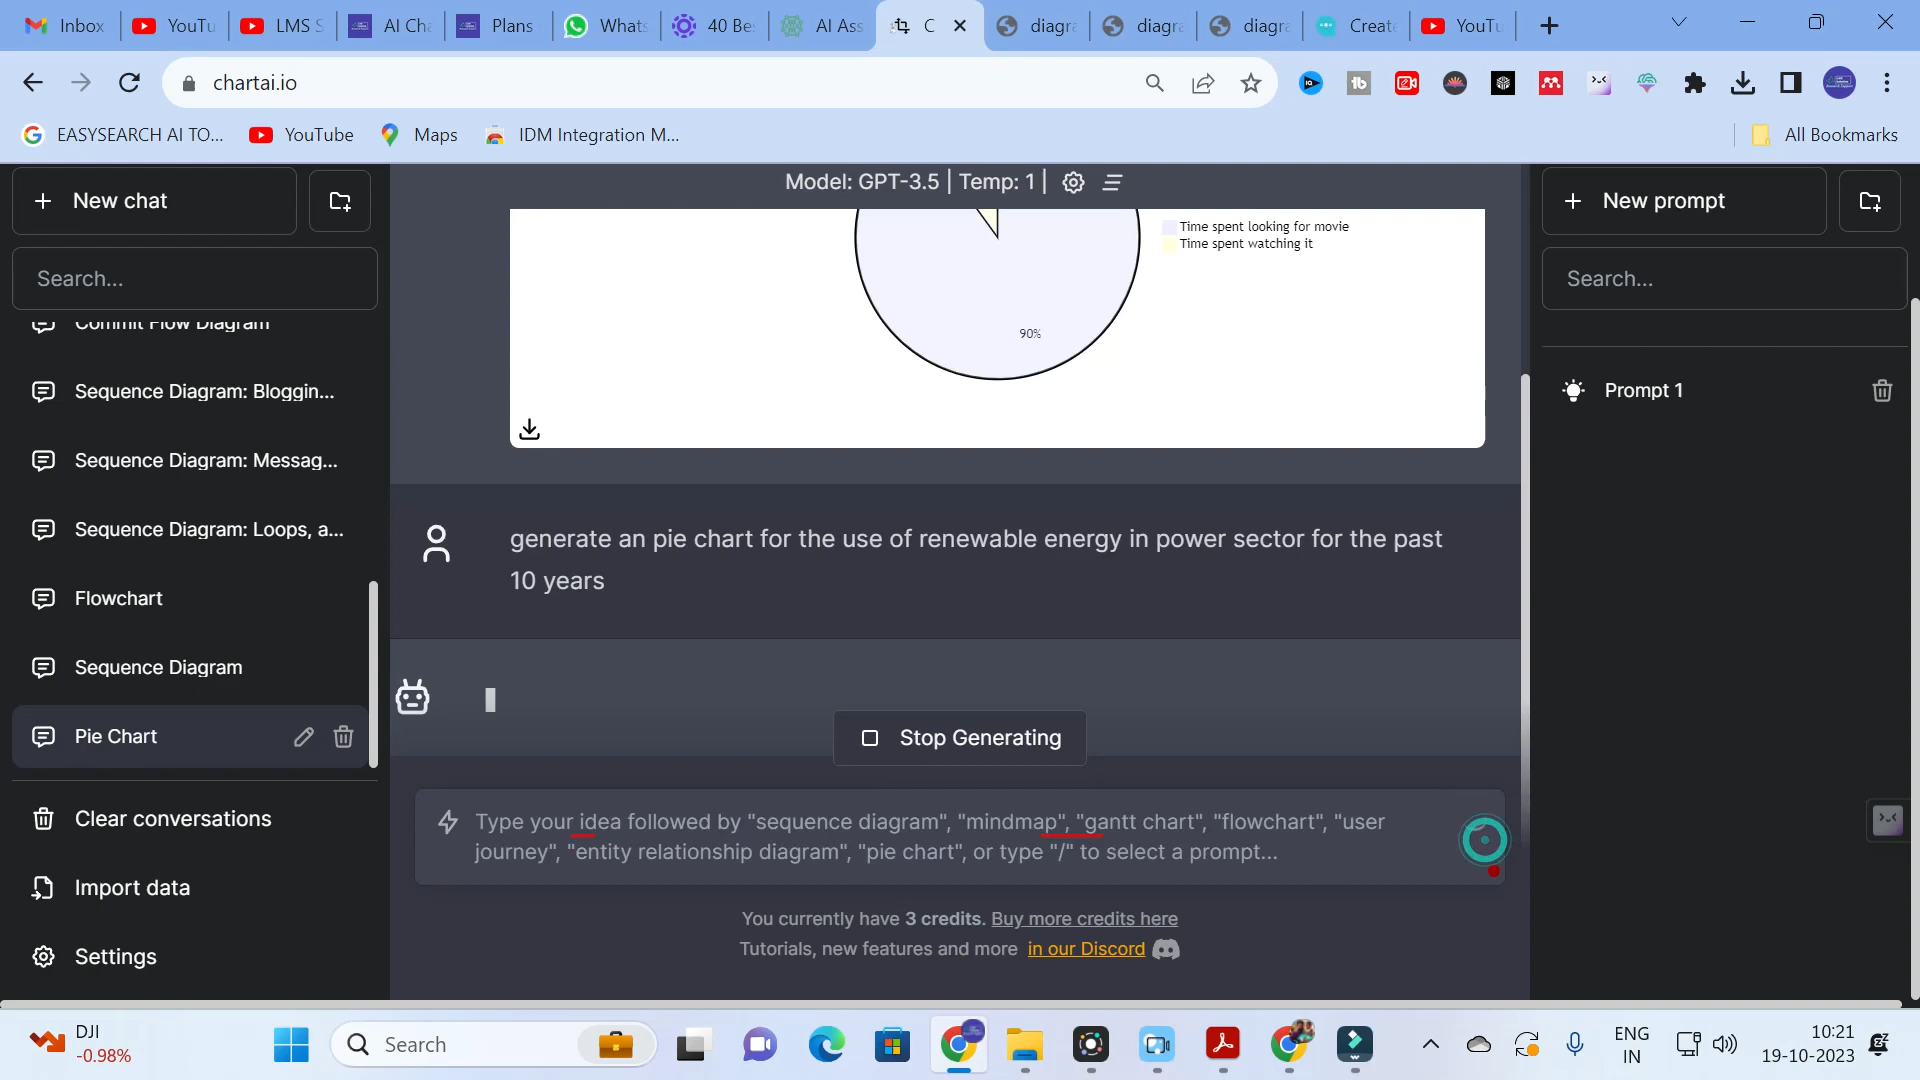 Inbox
YouTu
LMS S
AI Cha
Plans
Whats
40 Be
AI Ass
C
diagra
diagra
diagra
Create
YouTu
chartai.io
EASYSEARCH AI TO...
YouTube
Maps
IDM Integration M...
All Bookmarks
New chat
Search...
Commit Flow Diagram
Sequence Diagram: Bloggin...
Sequence Diagram: Messag...
Sequence Diagram: Loops, a...
Flowchart
Sequence Diagram
Pie Chart
Clear conversations
Import data
Settings
Model: GPT-3.5 | Temp: 1 |
Time spent looking for movie
Time spent watching it
90%
generate an pie chart for the use of renewable energy in power sector for the past
10 years
Stop Generating
Type your idea followed by "sequence diagram", "mindmap", "gantt chart", "flowchart", "user
journey", "entity relationship diagram", "pie chart", or type "/" to select a prompt...
You currently have 3 credits. Buy more credits here
Tutorials, new features and more in our Discord
New prompt
Search...
Prompt 1
DJI
-0.98%
Search
ENG
IN
10:21
19-10-2023